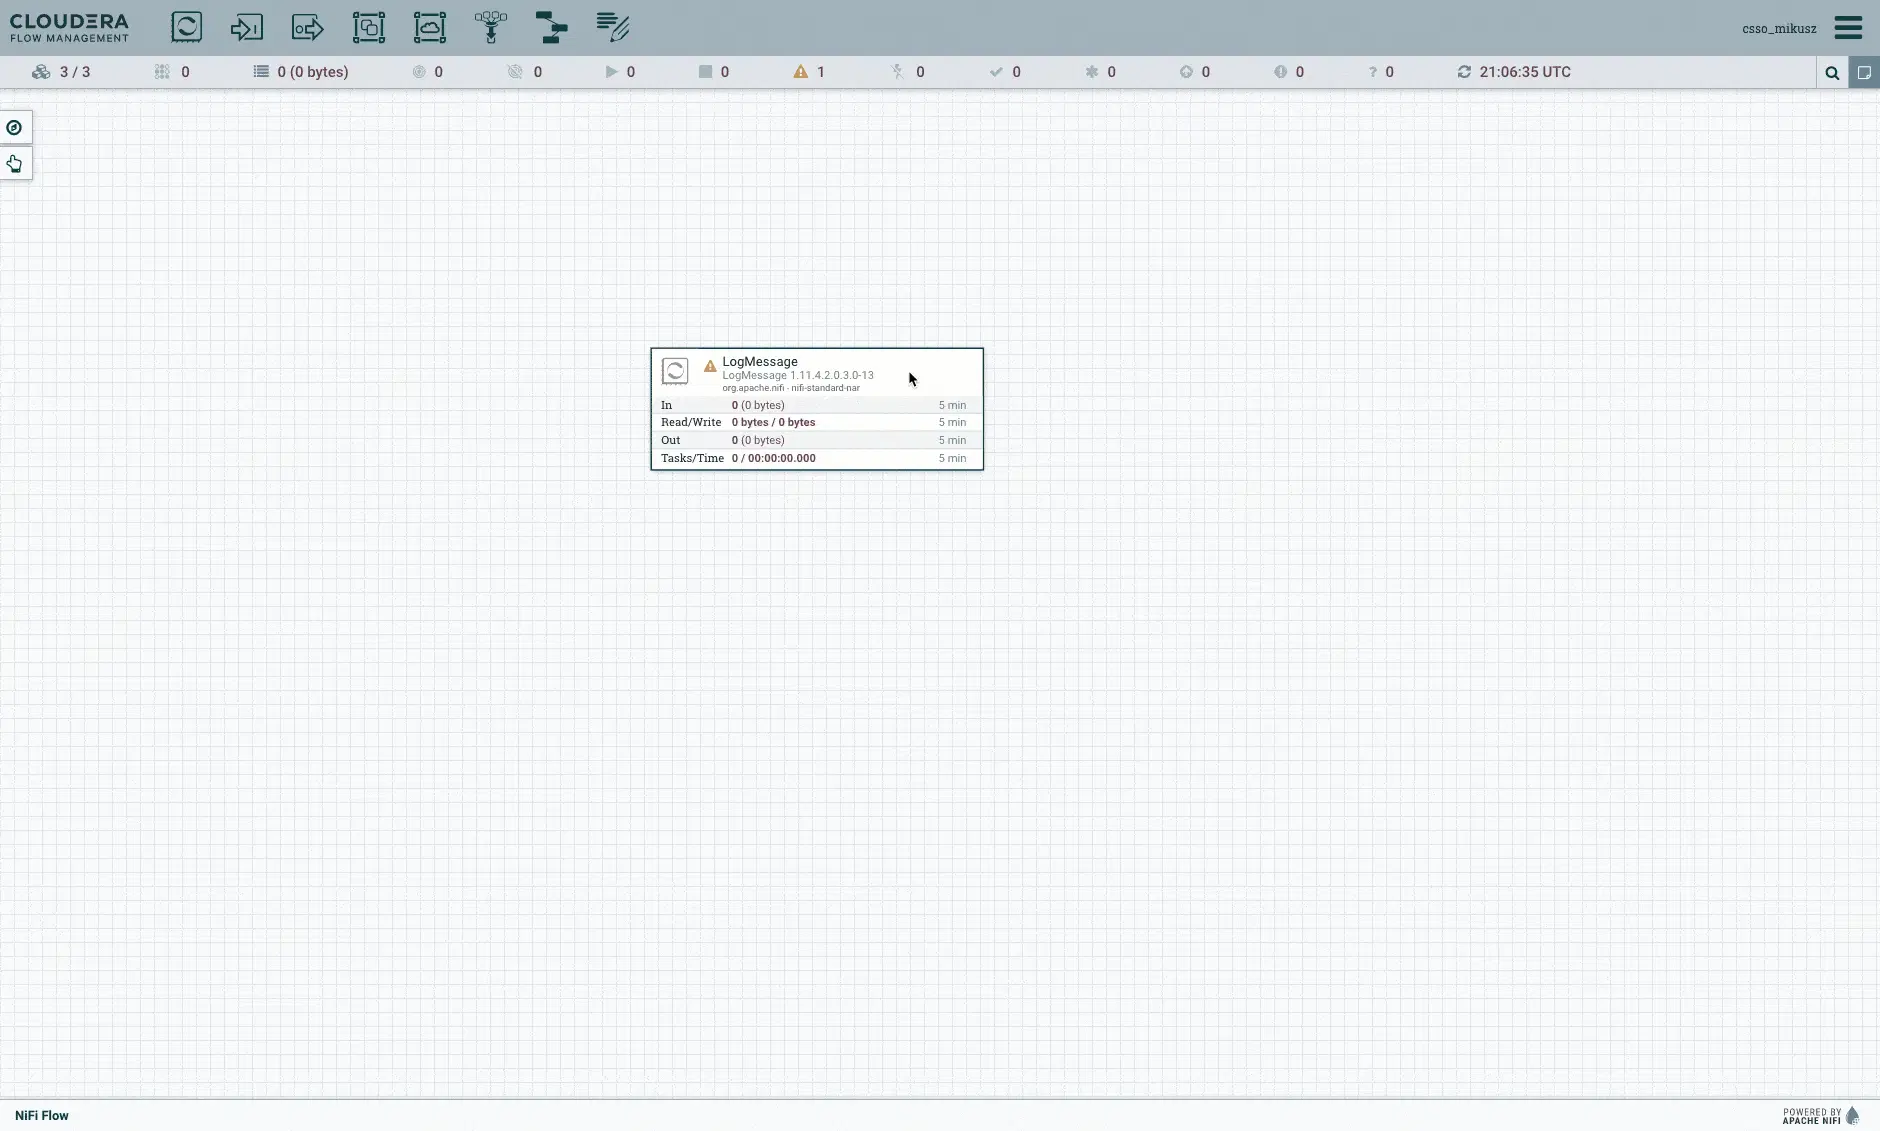 CLOUDERA
FLOW MANAGEMENT
csso_mikusz
3 / 3 0 0 (0 bytes) 0 0 0 0 1 0 0 0 0 0 ? 0 21:06:35 UTC
LogMessage
LogMessage 1.11.4.2.0.3.0-13
org.apache.nifi - nifi-standard-nar
In 0 (0 bytes) 5 min
Read/Write 0 bytes / 0 bytes 5 min
Out 0 (0 bytes) 5 min
Tasks/Time 0 / 00:00:00.000 5 min
NiFi Flow
POWERED BY
APACHE NIFI